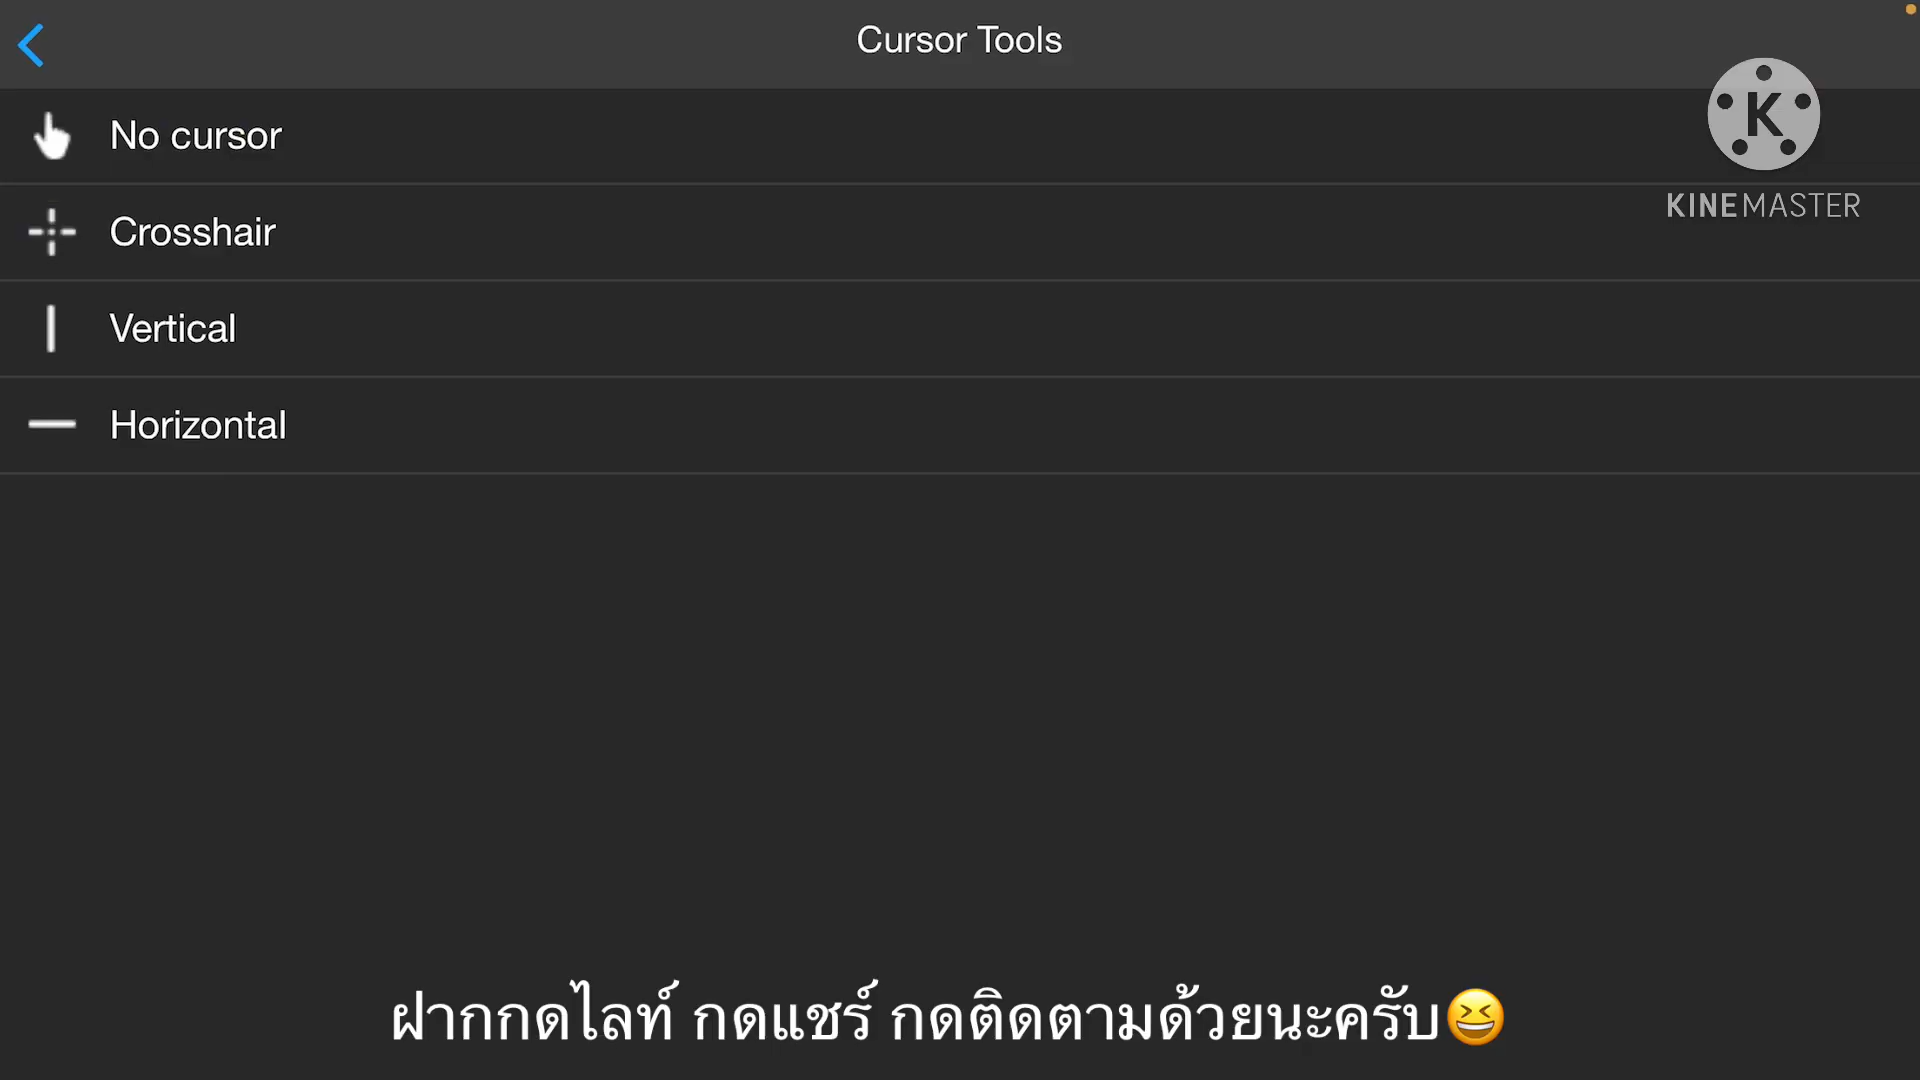 Cursor Tools
No cursor
K
KINEMASTER
Crosshair
Vertical
Horizontal
ฝากกดไลท์ กดแชร์ กดติดตามด้วยนะครับ😆